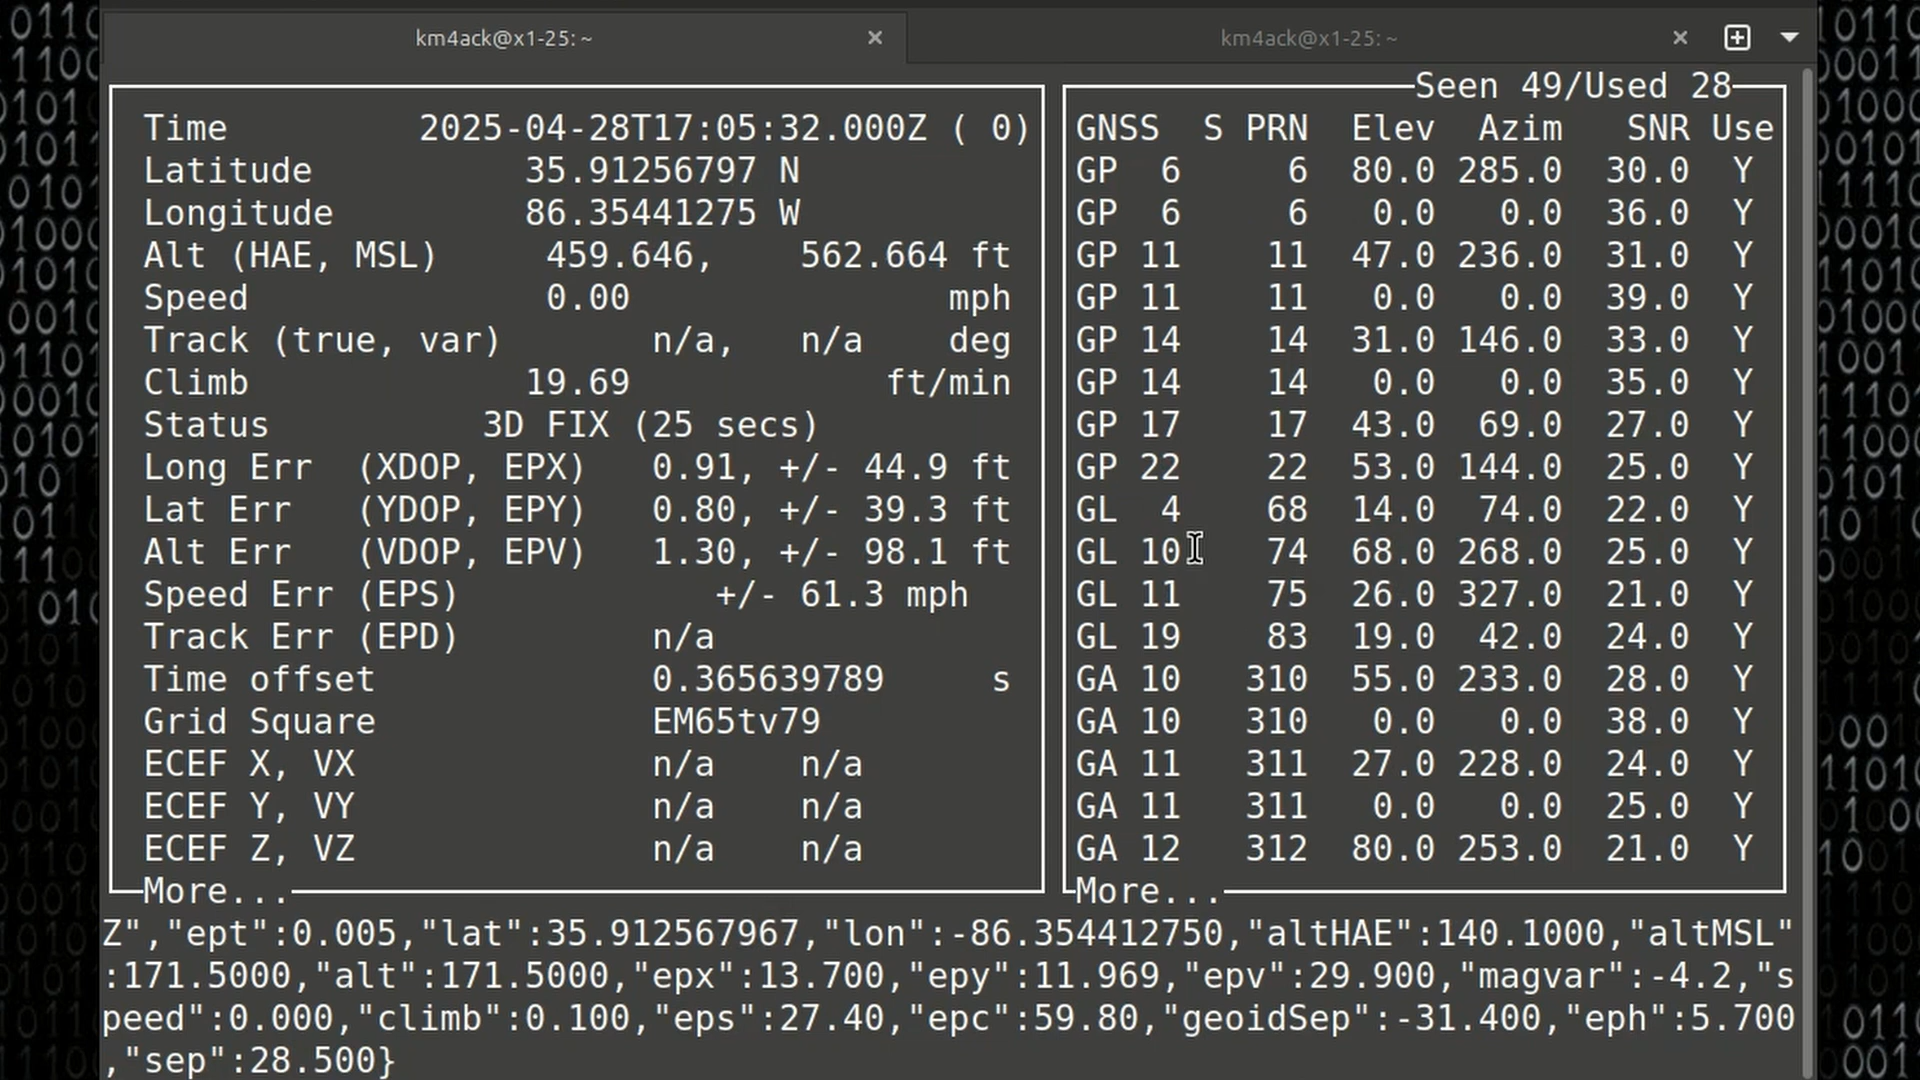 km4ack@x1-25: ~
km4ack@x1-25: ~
Time 2025-04-28T17:05:32.000Z ( 0)
Latitude 35.91256797 N
Longitude 86.35441275 W
Alt (HAE, MSL) 459.646, 562.664 ft
Speed 0.00 mph
Track (true, var) n/a, n/a deg
Climb 19.69 ft/min
Status 3D FIX (25 secs)
Long Err (XDOP, EPX) 0.91, +/- 44.9 ft
Lat Err (YDOP, EPY) 0.80, +/- 39.3 ft
Alt Err (VDOP, EPV) 1.30, +/- 98.1 ft
Speed Err (EPS) +/- 61.3 mph
Track Err (EPD) n/a
Time offset 0.365639789 s
Grid Square EM65tv79
ECEF X, VX n/a n/a
ECEF Y, VY n/a n/a
ECEF Z, VZ n/a n/a
More...
Seen 49/Used 28
GNSS S PRN Elev Azim SNR Use
GP 6 6 80.0 285.0 30.0 Y
GP 6 6 0.0 0.0 36.0 Y
GP 11 11 47.0 236.0 31.0 Y
GP 11 11 0.0 0.0 39.0 Y
GP 14 14 31.0 146.0 33.0 Y
GP 14 14 0.0 0.0 35.0 Y
GP 17 17 43.0 69.0 27.0 Y
GP 22 22 53.0 144.0 25.0 Y
GL 4 68 14.0 74.0 22.0 Y
GL 10 74 68.0 268.0 25.0 Y
GL 11 75 26.0 327.0 21.0 Y
GL 19 83 19.0 42.0 24.0 Y
GA 10 310 55.0 233.0 28.0 Y
GA 10 310 0.0 0.0 38.0 Y
GA 11 311 27.0 228.0 24.0 Y
GA 11 311 0.0 0.0 25.0 Y
GA 12 312 80.0 253.0 21.0 Y
More...
Z","ept":0.005,"lat":35.912567967,"lon":-86.354412750,"altHAE":140.1000,"altMSL"
:171.5000,"alt":171.5000,"epx":13.700,"epy":11.969,"epv":29.900,"magvar":-4.2,"s
peed":0.000,"climb":0.100,"eps":27.40,"epc":59.80,"geoidSep":-31.400,"eph":5.700
,"sep":28.500}